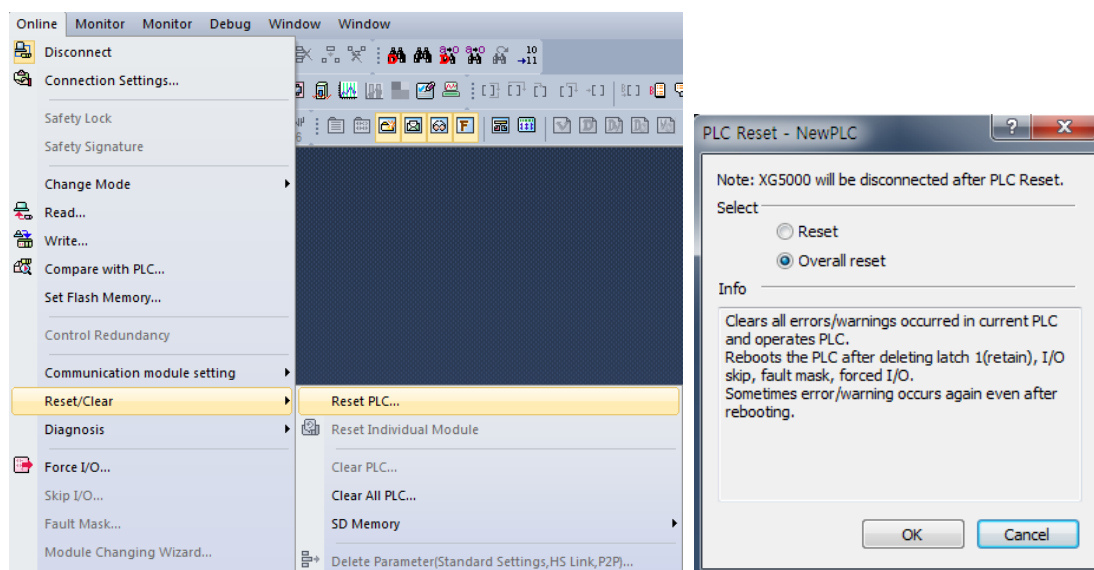 Online Monitor Monitor Debug Window Window
Disconnect
Connection Settings...
Safety Lock
Safety Signature
Change Mode
Read...
Write...
Compare with PLC...
Set Flash Memory...
Control Redundancy
Communication module setting
Reset/Clear
Diagnosis
Force I/O...
Skip I/O...
Fault Mask...
Module Changing Wizard...
Reset PLC...
Reset Individual Module
Clear PLC...
Clear All PLC...
SD Memory
Delete Parameter(Standard Settings,HS Link,P2P)...
PLC Reset - NewPLC
Note: XG5000 will be disconnected after PLC Reset.
Select
Reset
Overall reset
Info
Clears all errors/warnings occurred in current PLC
and operates PLC.
Reboots the PLC after deleting latch 1(retain), I/O
skip, fault mask, forced I/O.
Sometimes error/warning occurs again even after
rebooting.
OK Cancel